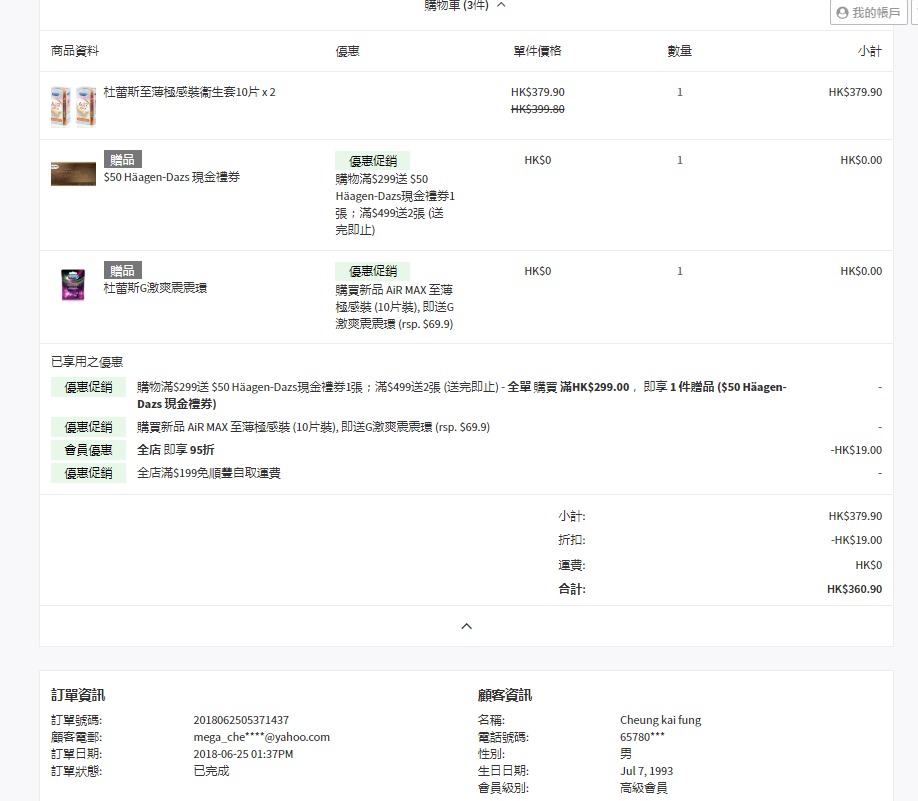 購物車 (3件)
我的帳戶
商品資料 優惠 單件價格 數量 小計
杜蕾斯至薄極感裝衞生套10片 x 2 HK$379.90 1 HK$379.90
HK$399.80
贈品 優惠促銷 HK$0 1 HK$0.00
$50 Häagen-Dazs 現金禮券
購物滿$299送 $50
Häagen-Dazs現金禮券1
張；滿$499送2張 (送
完即止)
贈品 優惠促銷 HK$0 1 HK$0.00
杜蕾斯G激爽震震環
購買新品 AiR MAX 至薄
極感裝 (10片裝), 即送G
激爽震震環 (rsp. $69.9)
已享用之優惠
優惠促銷 購物滿$299送 $50 Häagen-Dazs現金禮券1張；滿$499送2張 (送完即止) - 全單 購買 滿HK$299.00 ， 即享 1 件贈品 ($50 Häagen- -
Dazs 現金禮券)
優惠促銷 購買新品 AiR MAX 至薄極感裝 (10片裝), 即送G激爽震震環 (rsp. $69.9) -
會員優惠 全店 即享 95折 -HK$19.00
優惠促銷 全店滿$199免順豐自取運費 -
小計: HK$379.90
折扣: -HK$19.00
運費: HK$0
合計: HK$360.90
訂單資訊
訂單號碼: 2018062505371437
顧客電郵: mega_che****@yahoo.com
訂單日期: 2018-06-25 01:37PM
訂單狀態: 已完成
顧客資訊
名稱: Cheung kai fung
電話號碼: 65780***
性別: 男
生日日期: Jul 7, 1993
會員級別: 高級會員